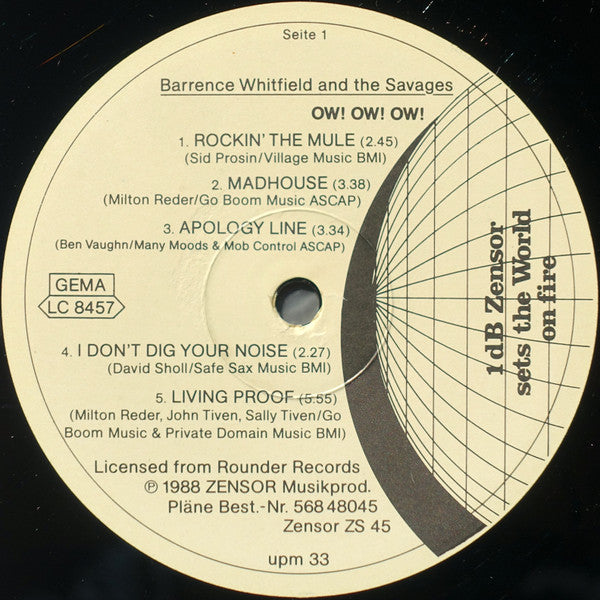 Seite 1
Barrence Whitfield and the Savages
OW! OW! OW!
1. ROCKIN' THE MULE (2.45)
(Sid Prosin/Village Music BMI)
2. MADHOUSE (3.38)
(Milton Reder/Go Boom Music ASCAP)
3. APOLOGY LINE (3.34)
(Ben Vaughn/Many Moods & Mob Control ASCAP)
GEMA
LC 8457
4. I DON'T DIG YOUR NOISE (2.27)
(David Sholl/Safe Sax Music BMI)
5. LIVING PROOF (5.55)
(Milton Reder, John Tiven, Sally Tiven/Go
Boom Music & Private Domain Music BMI)
Licensed from Rounder Records
℗ 1988 ZENSOR Musikprod.
Pläne Best.-Nr. 568 48045
Zensor ZS 45
upm 33
1 dB Zensor
sets the World
on fire